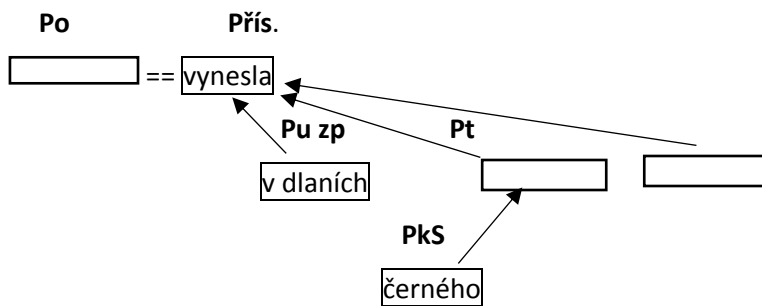 Po Přís.
== vynesla
Pu zp Pt
v dlaních
PkS
černého